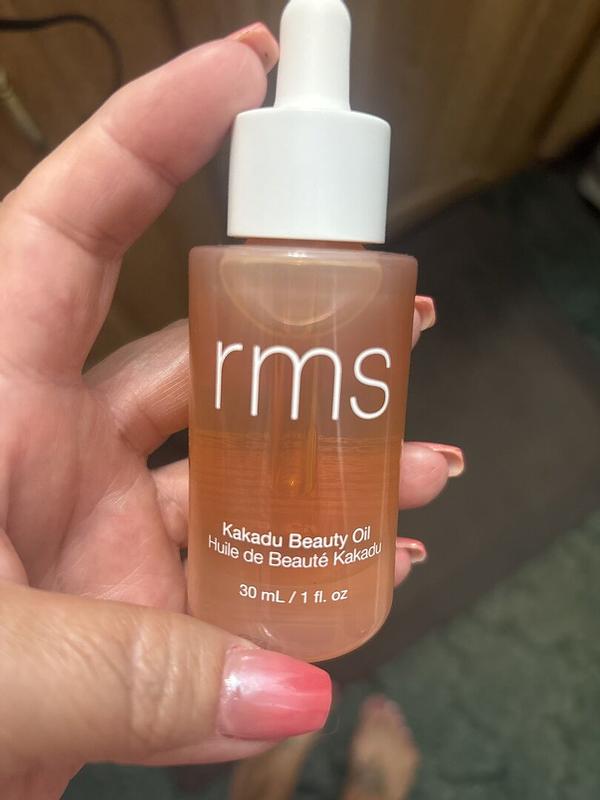 rms
Kakadu Beauty Oil
Huile de Beauté Kakadu
30 mL / 1 fl. oz